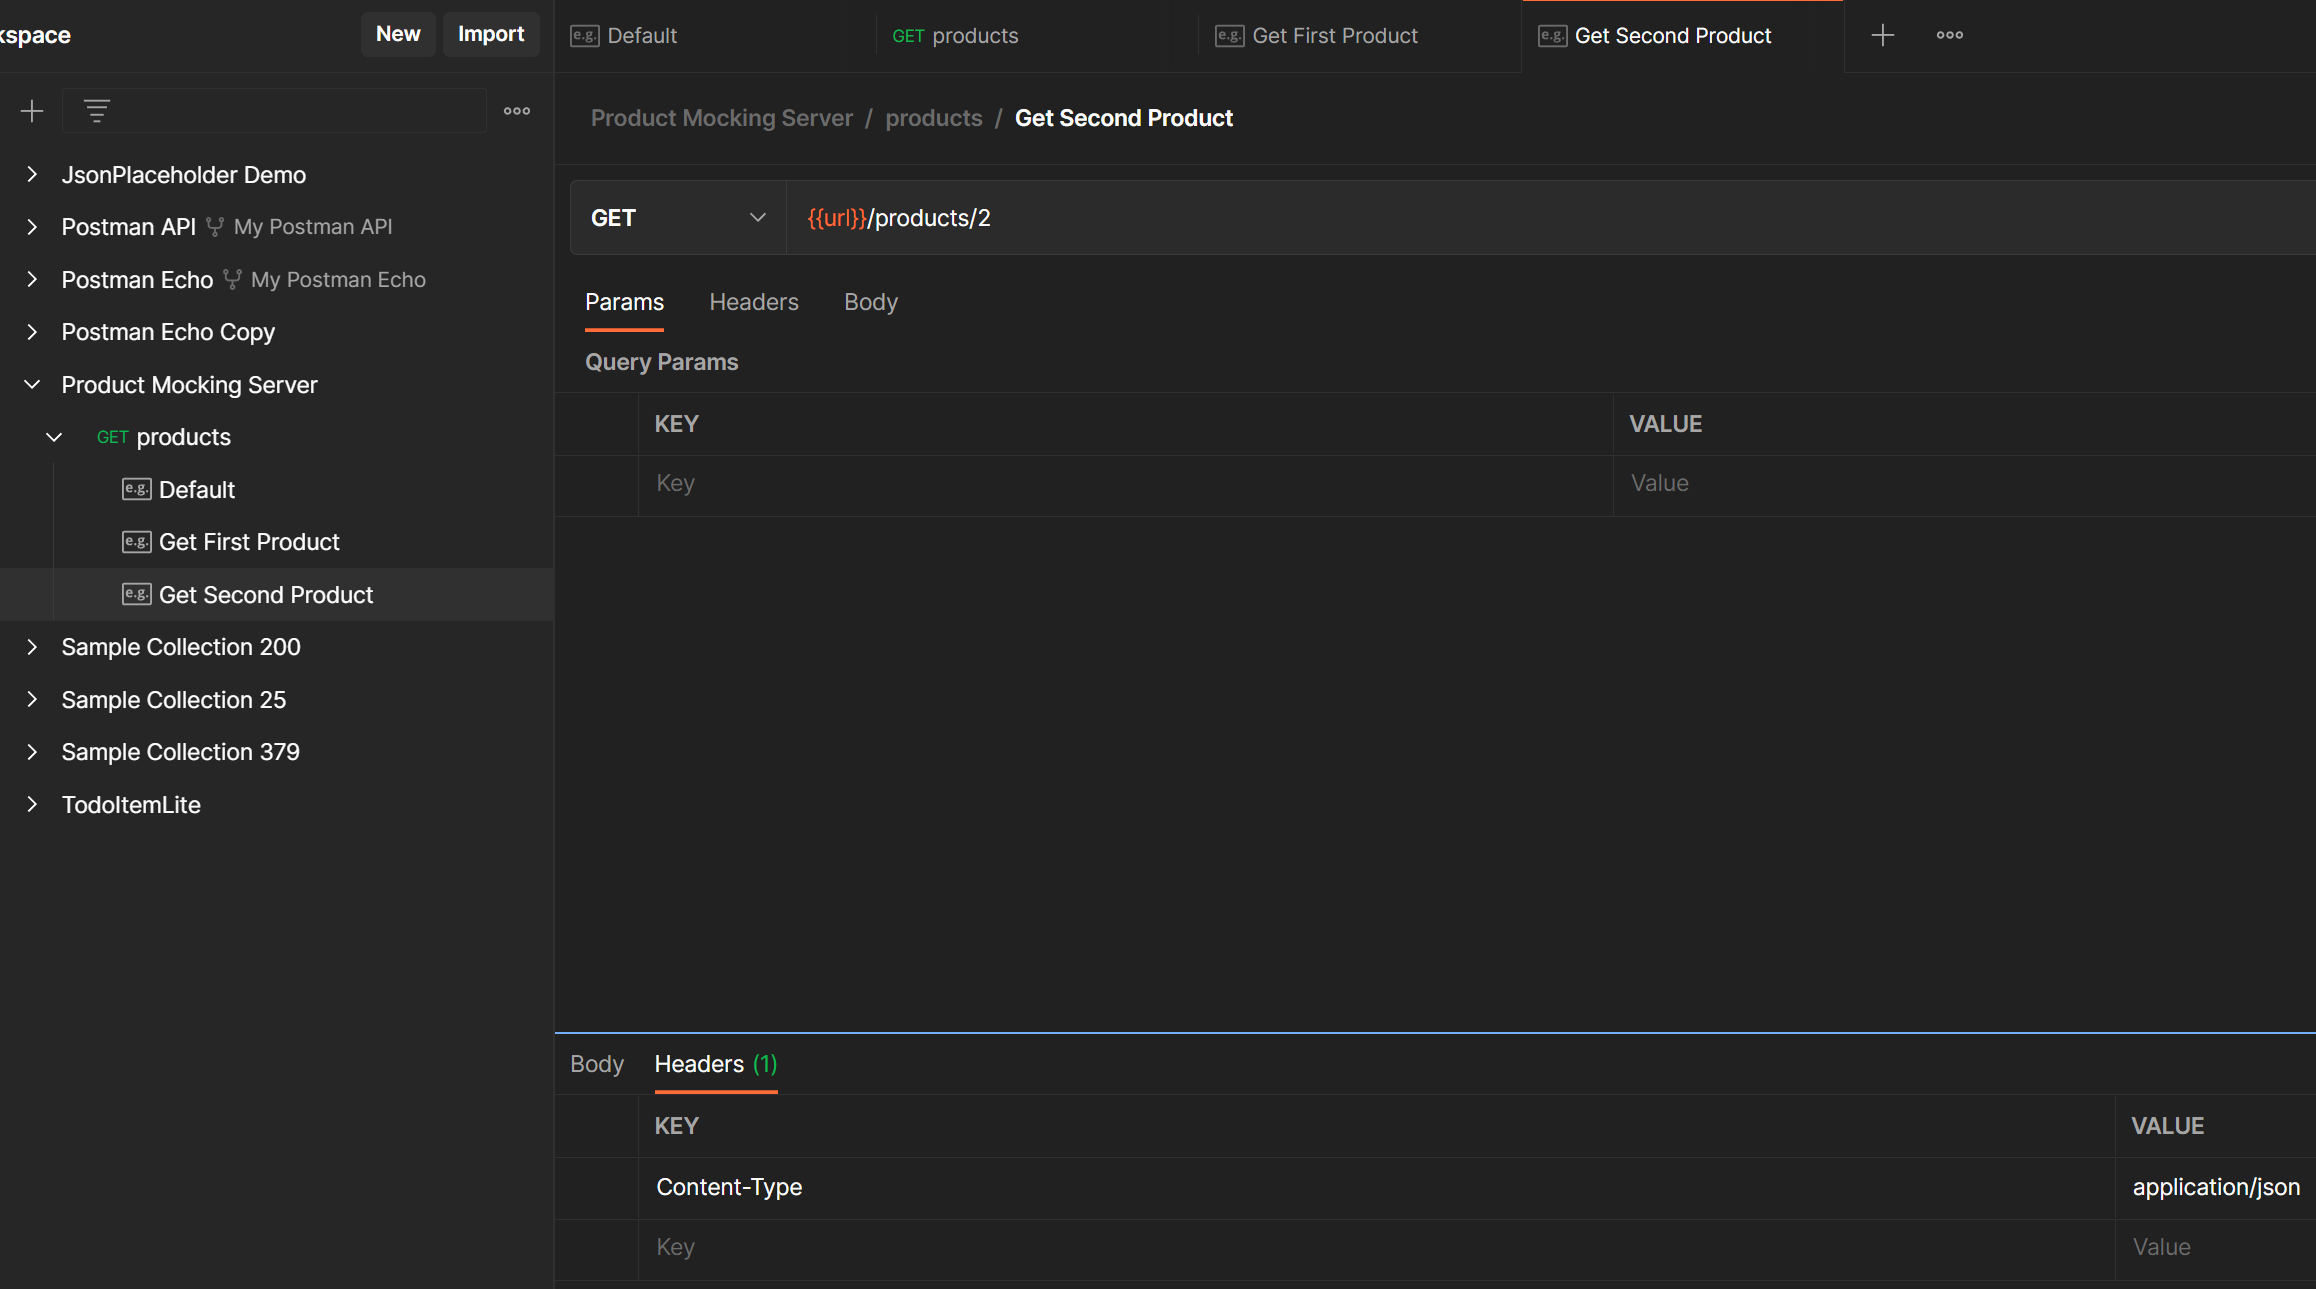 kspace
New
Import
JsonPlaceholder Demo
Postman API My Postman API
Postman Echo My Postman Echo
Postman Echo Copy
Product Mocking Server
GET products
e.g. Default
e.g. Get First Product
e.g. Get Second Product
Sample Collection 200
Sample Collection 25
Sample Collection 379
TodoItemLite
e.g. Default
GET products
e.g. Get First Product
e.g. Get Second Product
Product Mocking Server / products / Get Second Product
GET
{{url}}/products/2
Params Headers Body
Query Params
KEY VALUE
Key Value
Body Headers (1)
KEY VALUE
Content-Type application/json
Key Value